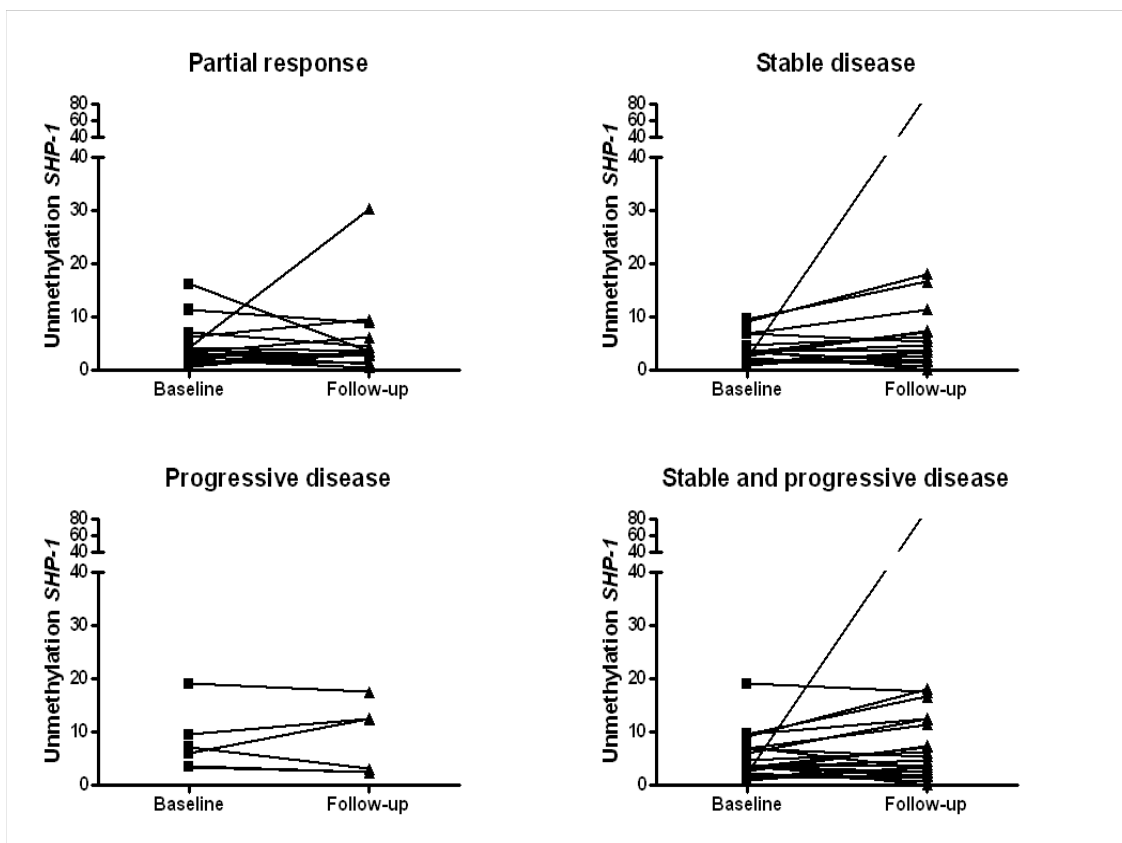 Partial response
Unmethylation SHP-1
80
60
40
40
30
20
10
0
Baseline Follow-up
Stable disease
Unmethylation SHP-1
80
60
40
40
30
20
10
0
Baseline Follow-up
Progressive disease
Unmethylation SHP-1
80
60
40
40
30
20
10
0
Baseline Follow-up
Stable and progressive disease
Unmethylation SHP-1
80
60
40
40
30
20
10
0
Baseline Follow-up